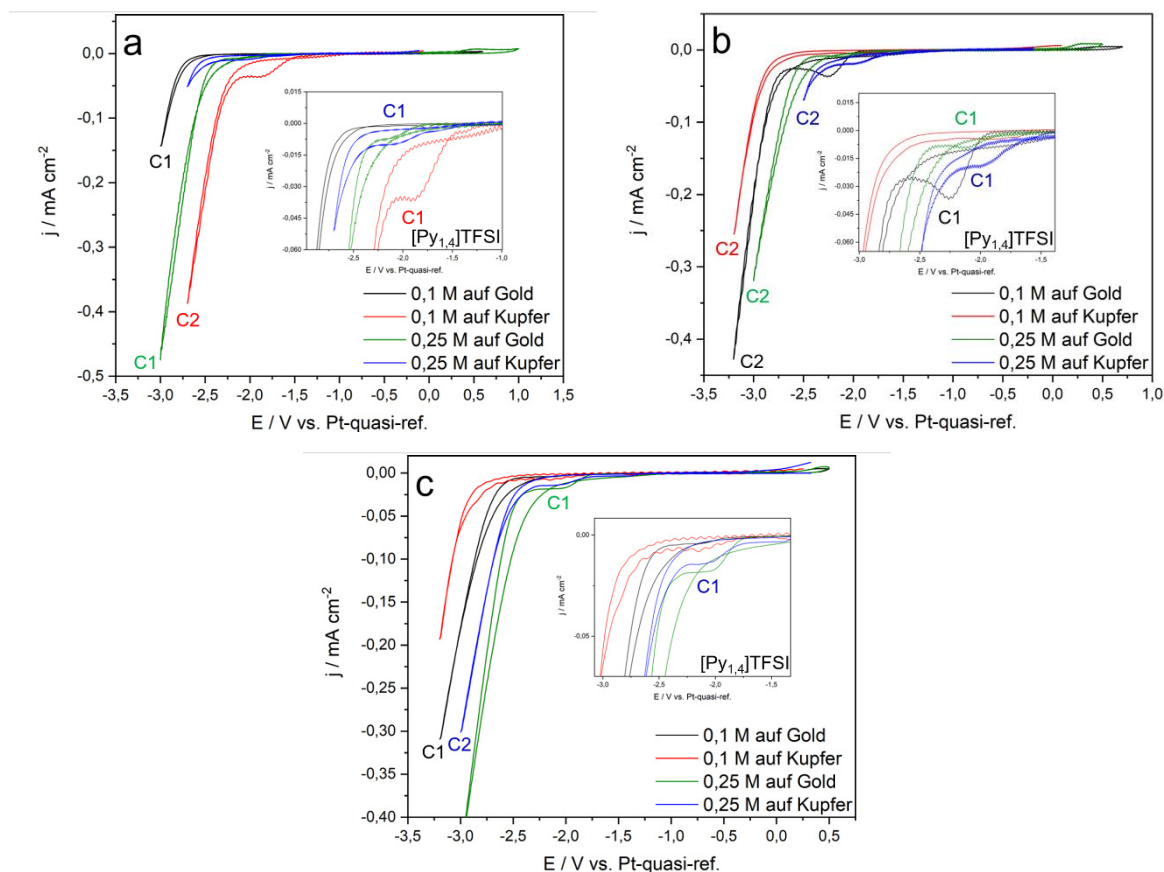 a
0,0
-0,1
-0,2
-0,3
-0,4
-0,5
j / mA cm-2
-3,5 -3,0 -2,5 -2,0 -1,5 -1,0 -0,5 0,0 0,5 1,0 1,5
E / V vs. Pt-quasi-ref.
C1
C2
C1
0,015
0,000
-0,015
-0,030
-0,045
-0,060
j / mA cm-2
C1
C1
[Py1,4]TFSI
-2,5 -2,0 -1,5 -1,0
E / V vs. Pt-quasi-ref.
0,1 M auf Gold
0,1 M auf Kupfer
0,25 M auf Gold
0,25 M auf Kupfer
b
0,0
-0,1
-0,2
-0,3
-0,4
j / mA cm-2
-3,5 -3,0 -2,5 -2,0 -1,5 -1,0 -0,5 0,0 0,5 1,0
E / V vs. Pt-quasi-ref.
C2
C2
C2
C2
0,015
0,000
-0,015
-0,030
-0,045
-0,060
j / mA cm-2
C1
C1
C1
[Py1,4]TFSI
-3,0 -2,5 -2,0 -1,5
E / V vs. Pt-quasi-ref.
0,1 M auf Gold
0,1 M auf Kupfer
0,25 M auf Gold
0,25 M auf Kupfer
c
0,00
-0,05
-0,10
-0,15
-0,20
-0,25
-0,30
-0,35
-0,40
j / mA cm-2
-3,5 -3,0 -2,5 -2,0 -1,5 -1,0 -0,5 0,0 0,5
E / V vs. Pt-quasi-ref.
C1
C1
C2
0,00
-0,05
j / mA cm-2
C1
[Py1,4]TFSI
-3,0 -2,5 -2,0 -1,5
E / V vs. Pt-quasi-ref.
0,1 M auf Gold
0,1 M auf Kupfer
0,25 M auf Gold
0,25 M auf Kupfer